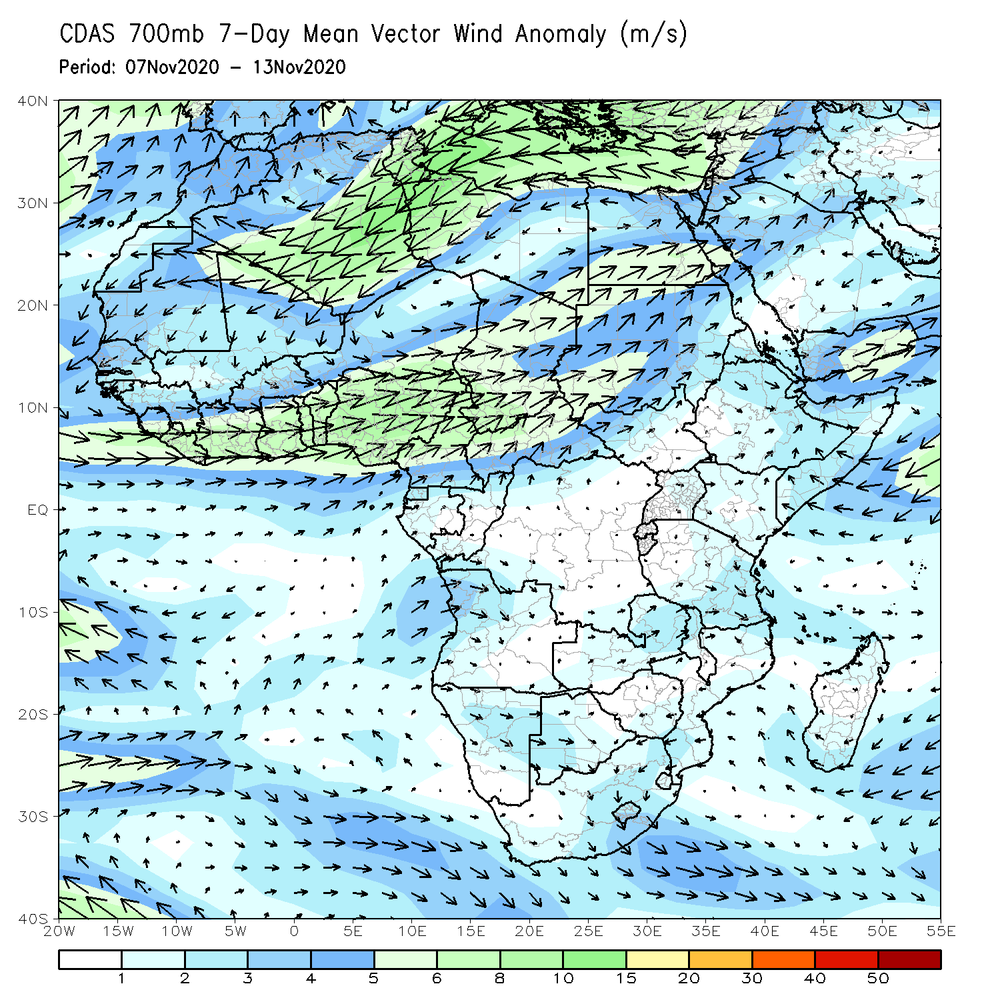 CDAS 700mb 7-Day Mean Vector Wind Anomaly (m/s)
Period: 07Nov2020 - 13Nov2020
40N
30N
20N
10N
EQ
10S
20S
30S
40S
20W 15W 10W 5W 0 5E 10E 15E 20E 25E 30E 35E 40E 45E 50E 55E
1 2 3 4 5 6 8 10 15 20 30 40 50